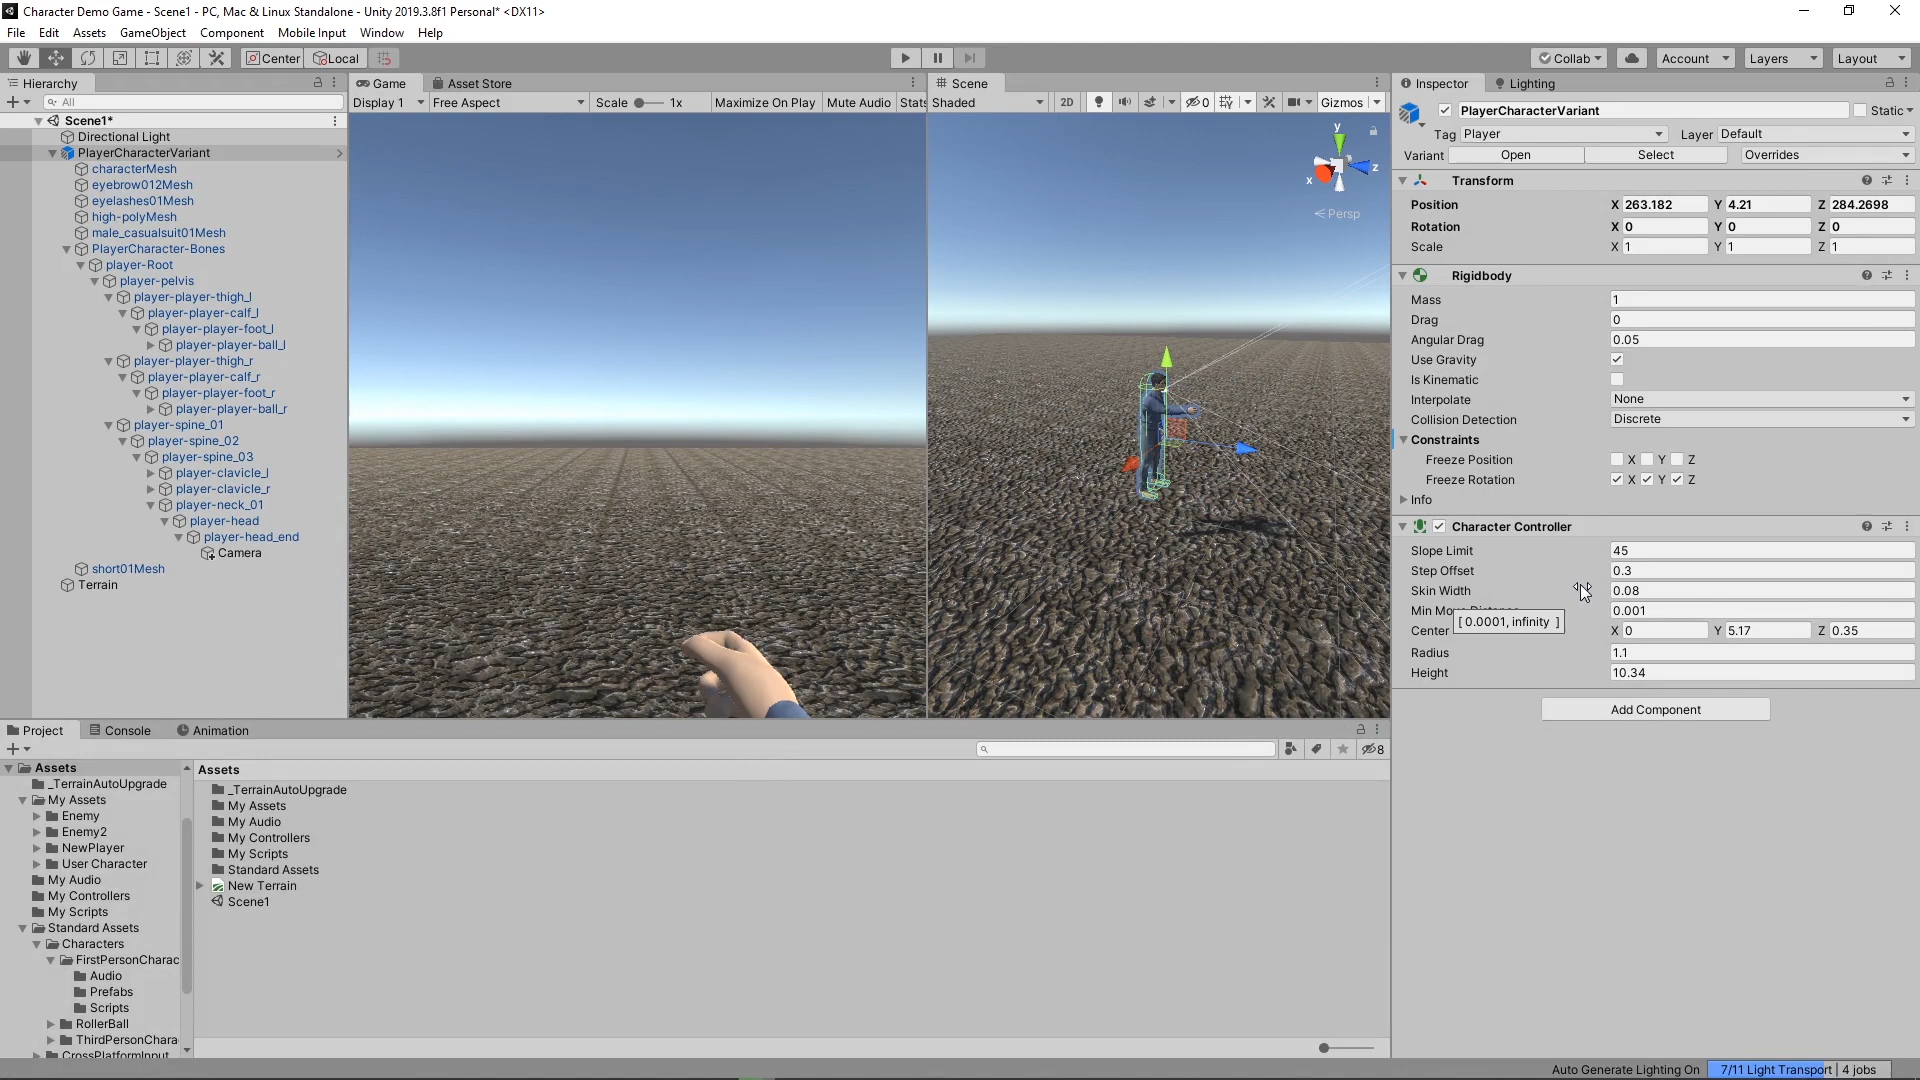 Character Demo Game - Scene1 - PC, Mac & Linux Standalone - Unity 2019.3.8f1 Personal* <DX11>
File Edit Assets GameObject Component Mobile Input Window Help
Center Local Collab Account Layers Layout
Hierarchy
All
Scene1*
Directional Light
PlayerCharacterVariant
characterMesh
eyebrow012Mesh
eyelashes01Mesh
high-polyMesh
male_casualsuit01Mesh
PlayerCharacter-Bones
player-Root
player-pelvis
player-player-thigh_l
player-player-calf_l
player-player-foot_l
player-player-ball_l
player-player-thigh_r
player-player-calf_r
player-player-foot_r
player-player-ball_r
player-spine_01
player-spine_02
player-spine_03
player-clavicle_l
player-clavicle_r
player-neck_01
player-head
player-head_end
Camera
short01Mesh
Terrain
Game Asset Store
Display 1 Free Aspect Scale 1x Maximize On Play Mute Audio Stats
Scene
Shaded 2D 0 Gizmos
y
x z
< Persp
Inspector Lighting
PlayerCharacterVariant Static
Tag Player Layer Default
Variant Open Select Overrides
Transform
Position X 263.182 Y 4.21 Z 284.2698
Rotation X 0 Y 0 Z 0
Scale X 1 Y 1 Z 1
Rigidbody
Mass 1
Drag 0
Angular Drag 0.05
Use Gravity
Is Kinematic
Interpolate None
Collision Detection Discrete
Constraints
Freeze Position X Y Z
Freeze Rotation X Y Z
Info
Character Controller
Slope Limit 45
Step Offset 0.3
Skin Width 0.08
Min Mo 0.001
[ 0.0001, infinity ]
Center X 0 Y 5.17 Z 0.35
Radius 1.1
Height 10.34
Add Component
Project Console Animation
8
Assets
_TerrainAutoUpgrade
My Assets
Enemy
Enemy2
NewPlayer
User Character
My Audio
My Controllers
My Scripts
Standard Assets
Characters
FirstPersonCharac
Audio
Prefabs
Scripts
RollerBall
ThirdPersonChara
CrossPlatformInput
Assets
_TerrainAutoUpgrade
My Assets
My Audio
My Controllers
My Scripts
Standard Assets
New Terrain
Scene1
Auto Generate Lighting On 7/11 Light Transport | 4 jobs